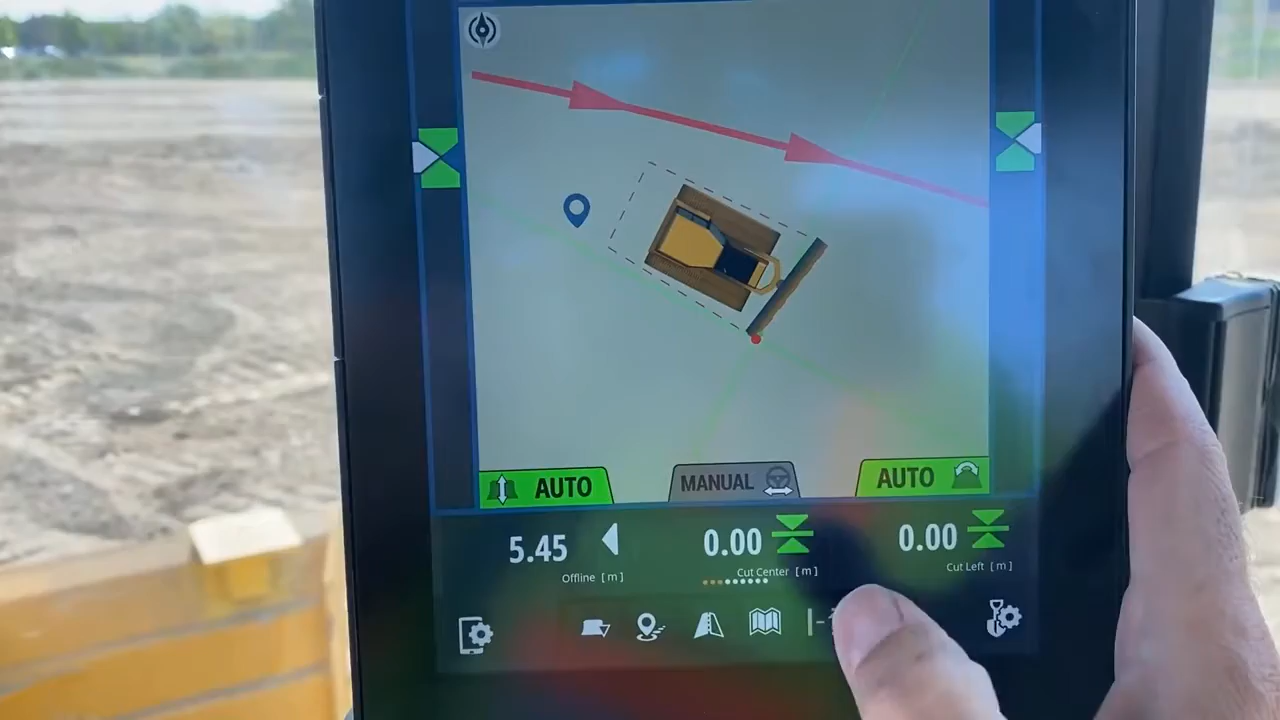 AUTO
MANUAL
AUTO
5.45
0.00
0.00
Offline [m]
Cut Center [m]
Cut Left [m]